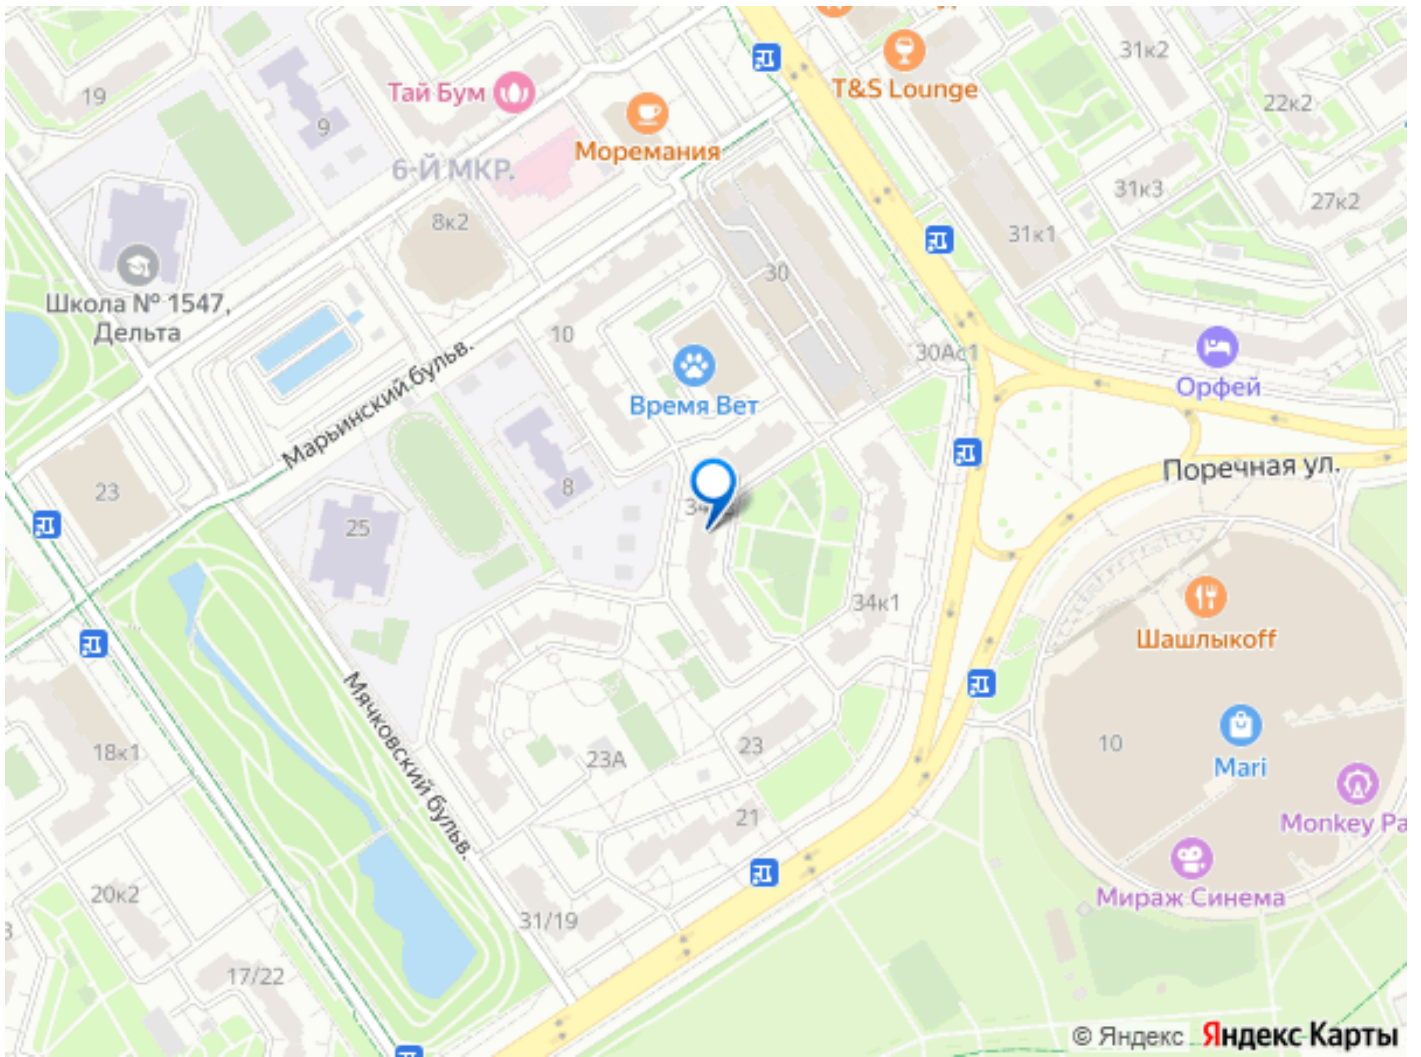 31к2
19
Тай Бум
T&S Lounge
22к2
9
Моремания
6-Й МКР.
31к3
27к2
8к2
31к1
30
Школа № 1547,
Дельта
10
30Ас1
Орфей
Время Вет
Марьинский бульв.
Поречная ул.
23
8
25
34к1
Шашлыкоff
Мячковский бульв.
18к1
23А
23
10
Mari
21
Monkey Pa
20к2
31/19
Мираж Синема
17/22
© Яндекс Яндекс Карты